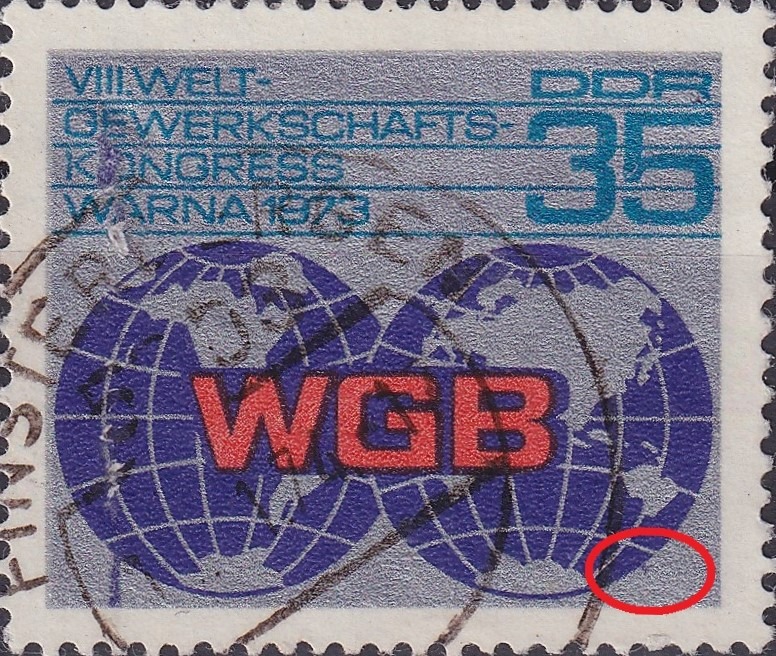 VIII.WELT-
GEWERKSCHAFTS-
KONGRESS
WARNA 1973
DDR
35
WGB